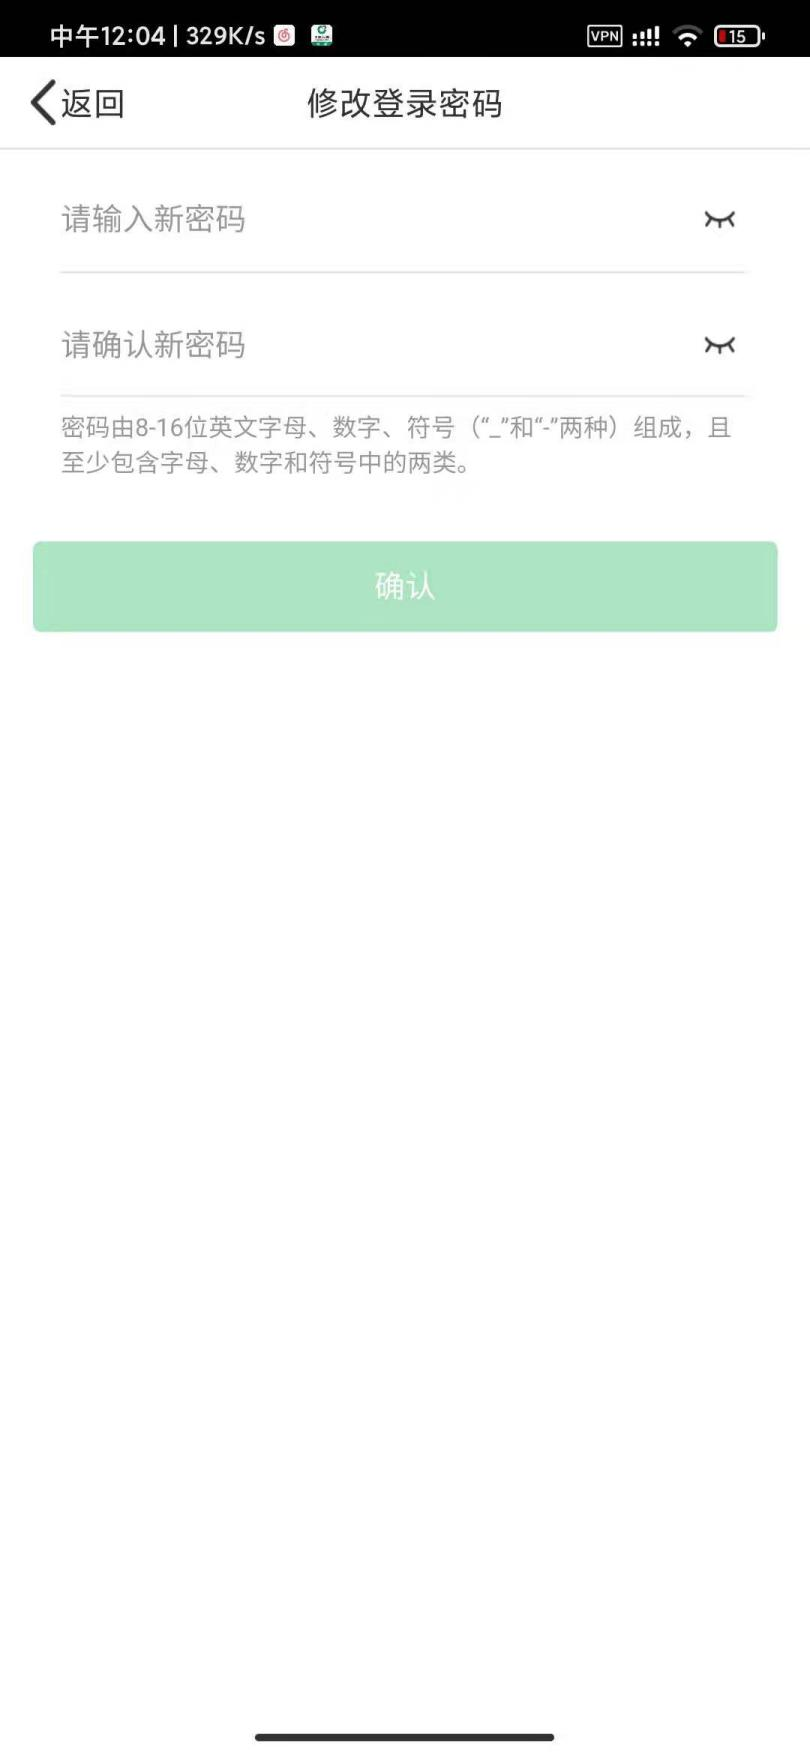 中午12:04 | 329K/s
VPN
15
返回
修改登录密码
请输入新密码
请确认新密码
密码由8-16位英文字母、数字、符号（“_”和“-”两种）组成，且
至少包含字母、数字和符号中的两类。
确认